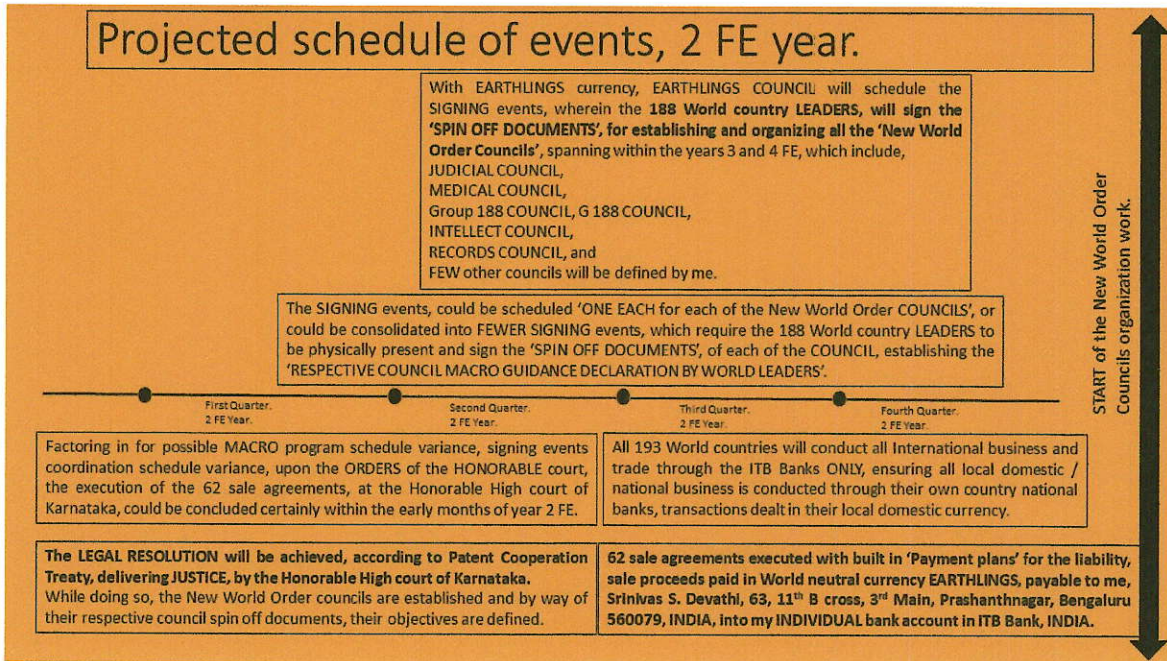 Projected schedule of events, 2 FE year.
With EARTHLINGS currency, EARTHLINGS COUNCIL will schedule the
SIGNING events, wherein the 188 World country LEADERS, will sign the
'SPIN OFF DOCUMENTS', for establishing and organizing all the 'New World
Order Councils', spanning within the years 3 and 4 FE, which include,
JUDICIAL COUNCIL,
MEDICAL COUNCIL,
Group 188 COUNCIL, G 188 COUNCIL,
INTELLECT COUNCIL,
RECORDS COUNCIL, and
FEW other councils will be defined by me.
The SIGNING events, could be scheduled 'ONE EACH for each of the New World Order COUNCILS', or
could be consolidated into FEWER SIGNING events, which require the 188 World country LEADERS to
be physically present and sign the 'SPIN OFF DOCUMENTS', of each of the COUNCIL, establishing the
'RESPECTIVE COUNCIL MACRO GUIDANCE DECLARATION BY WORLD LEADERS'.
First Quarter.
2 FE Year.
Second Quarter.
2 FE Year.
Third Quarter.
2 FE Year.
Fourth Quarter.
2 FE Year.
Factoring in for possible MACRO program schedule variance, signing events
coordination schedule variance, upon the ORDERS of the HONORABLE court,
the execution of the 62 sale agreements, at the Honorable High court of
Karnataka, could be concluded certainly within the early months of year 2 FE.
All 193 World countries will conduct all International business and
trade through the ITB Banks ONLY, ensuring all local domestic /
national business is conducted through their own country national
banks, transactions dealt in their local domestic currency.
The LEGAL RESOLUTION will be achieved, according to Patent Cooperation
Treaty, delivering JUSTICE, by the Honorable High court of Karnataka.
While doing so, the New World Order councils are established and by way of
their respective council spin off documents, their objectives are defined.
62 sale agreements executed with built in 'Payment plans' for the liability,
sale proceeds paid in World neutral currency EARTHLINGS, payable to me,
Srinivas S. Devathi, 63, 11th B cross, 3rd Main, Prashanthnagar, Bengaluru
560079, INDIA, into my INDIVIDUAL bank account in ITB Bank, INDIA.
START of the New World Order
Councils organization work.